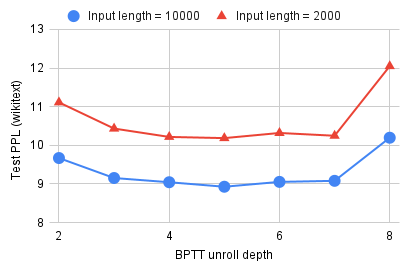 Input length = 10000 Input length = 2000
13
12
11
10
9
8
Test PPL (wikitext)
2 4 6 8
BPTT unroll depth